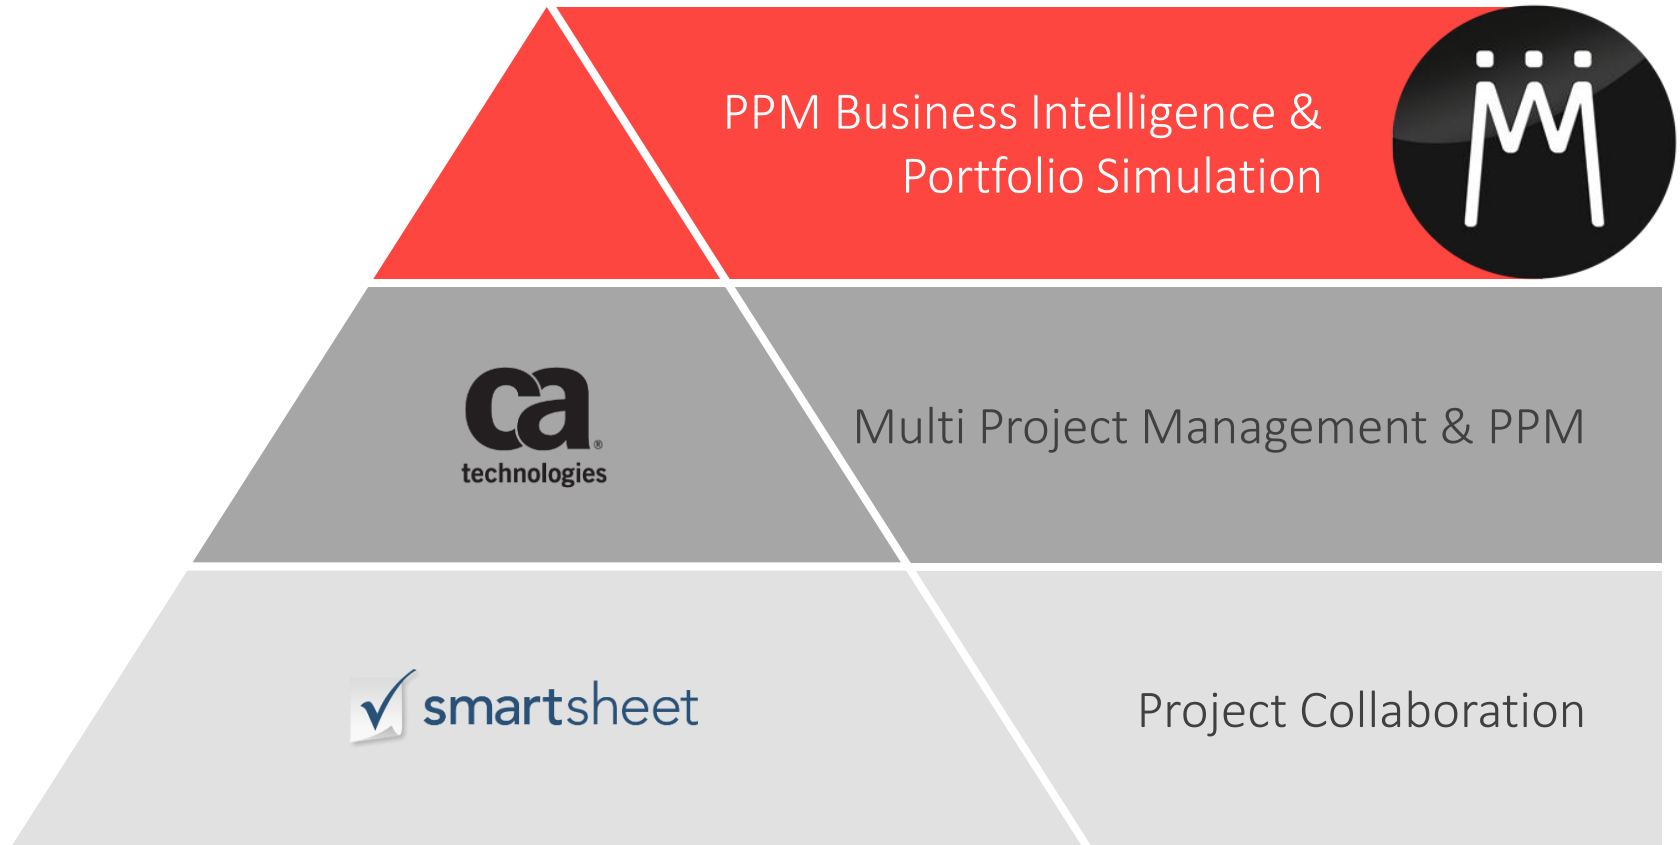 PPM Business Intelligence &
Portfolio Simulation
ca®
technologies
Multi Project Management & PPM
smartsheet
Project Collaboration